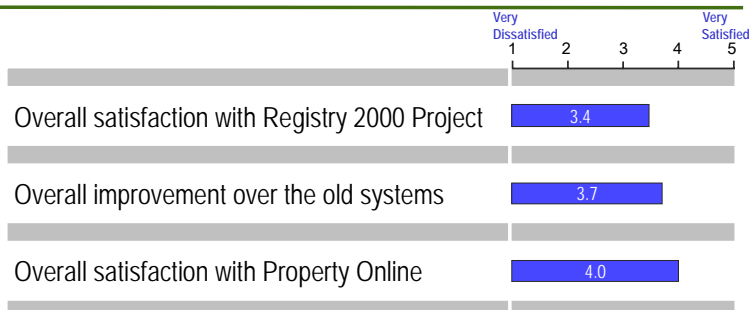 Very Dissatisfied
Very Satisfied
1 2 3 4 5
Overall satisfaction with Registry 2000 Project 3.4
Overall improvement over the old systems 3.7
Overall satisfaction with Property Online 4.0